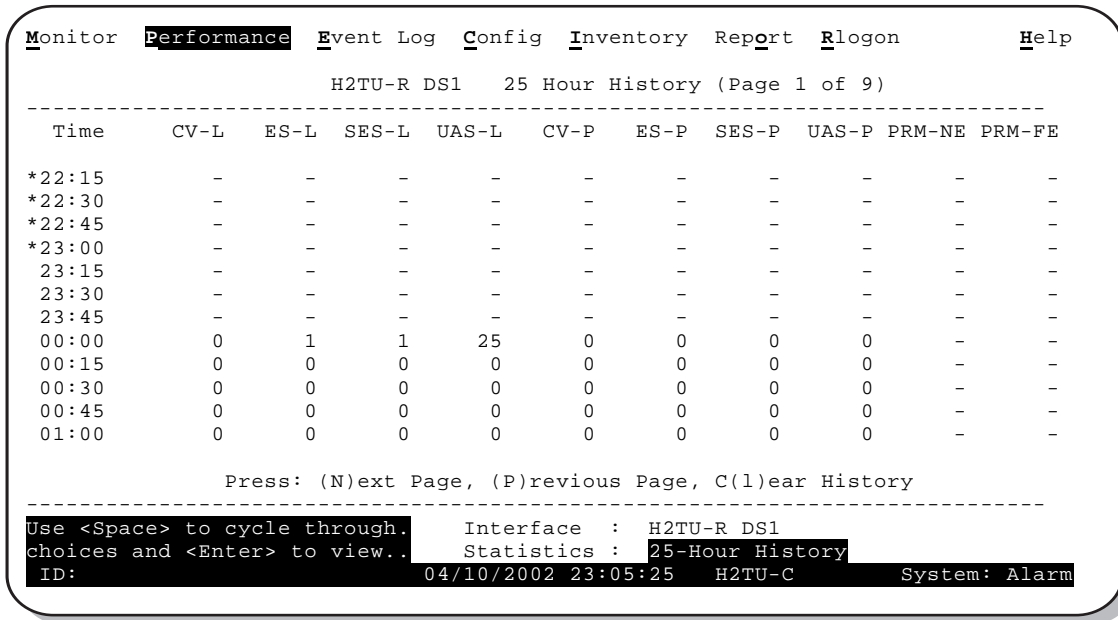 Monitor Performance Event Log Config Inventory Report Rlogon Help
H2TU-R DS1 25 Hour History (Page 1 of 9)
--------------------------------------------------------------------------------
Time CV-L ES-L SES-L UAS-L CV-P ES-P SES-P UAS-P PRM-NE PRM-FE
*22:15 - - - - - - - - - -
*22:30 - - - - - - - - - -
*22:45 - - - - - - - - - -
*23:00 - - - - - - - - - -
23:15 - - - - - - - - - -
23:30 - - - - - - - - - -
23:45 - - - - - - - - - -
00:00 0 1 1 25 0 0 0 0 - -
00:15 0 0 0 0 0 0 0 0 - -
00:30 0 0 0 0 0 0 0 0 - -
00:45 0 0 0 0 0 0 0 0 - -
01:00 0 0 0 0 0 0 0 0 - -
Press: (N)ext Page, (P)revious Page, C(l)ear History
--------------------------------------------------------------------------------
Use <Space> to cycle through. Interface : H2TU-R DS1
choices and <Enter> to view.. Statistics : 25-Hour History
ID: 04/10/2002 23:05:25 H2TU-C System: Alarm